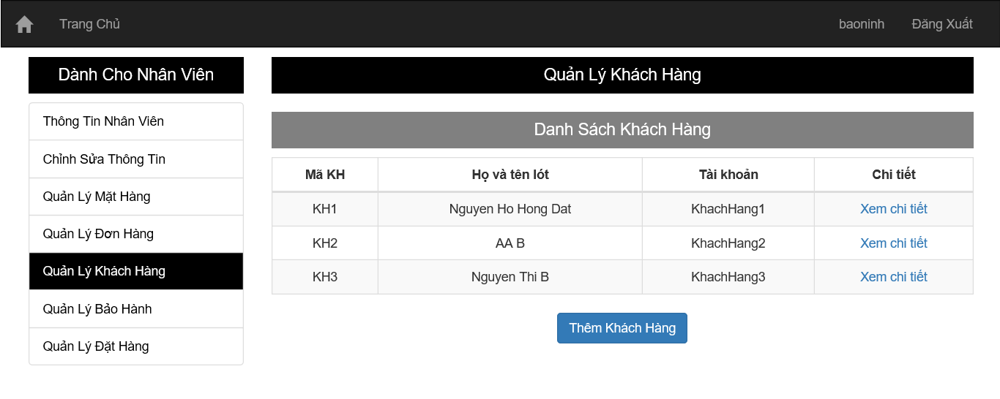 Trang Chủ baoninh Đăng Xuất
Dành Cho Nhân Viên
Thông Tin Nhân Viên
Chỉnh Sửa Thông Tin
Quản Lý Mặt Hàng
Quản Lý Đơn Hàng
Quản Lý Khách Hàng
Quản Lý Bảo Hành
Quản Lý Đặt Hàng
Quản Lý Khách Hàng
Danh Sách Khách Hàng
Mã KH Họ và tên lót Tài khoản Chi tiết
KH1 Nguyen Ho Hong Dat KhachHang1 Xem chi tiết
KH2 AA B KhachHang2 Xem chi tiết
KH3 Nguyen Thi B KhachHang3 Xem chi tiết
Thêm Khách Hàng